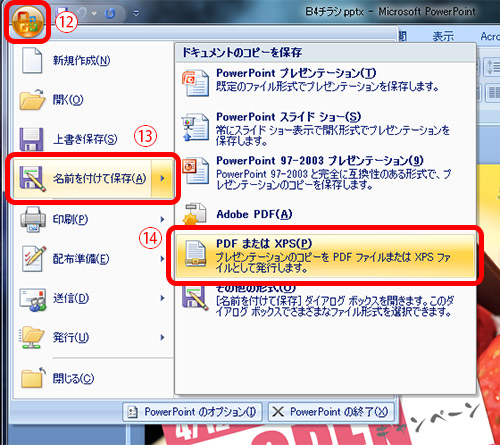 ⑫
B4チラシ.pptx - Microsoft PowerPoint
表示
Acro
新規作成(N)
開く(O)
上書き保存(S)
⑬
名前を付けて保存(A)
印刷(P)
配布準備(E)
送信(D)
発行(U)
閉じる(C)
ドキュメントのコピーを保存
PowerPoint プレゼンテーション(T)
既定のファイル形式でプレゼンテーションを保存します。
PowerPoint スライド ショー(S)
常にスライド ショー表示で開く形式でプレゼンテーションを
保存します。
PowerPoint 97-2003 プレゼンテーション(9)
PowerPoint 97-2003 と完全に互換性のある形式で、プ
レゼンテーションのコピーを保存します。
Adobe PDF(A)
⑭
PDF または XPS(P)
プレゼンテーションのコピーを PDF ファイルまたは XPS ファ
イルとして発行します。
その他の形式(O)
[名前を付けて保存] ダイアログ ボックスを開きます。このダ
イアログ ボックスでさまざまなファイル形式を選択できます。
PowerPoint のオプション(I)
PowerPoint の終了(X)
キャンペーン